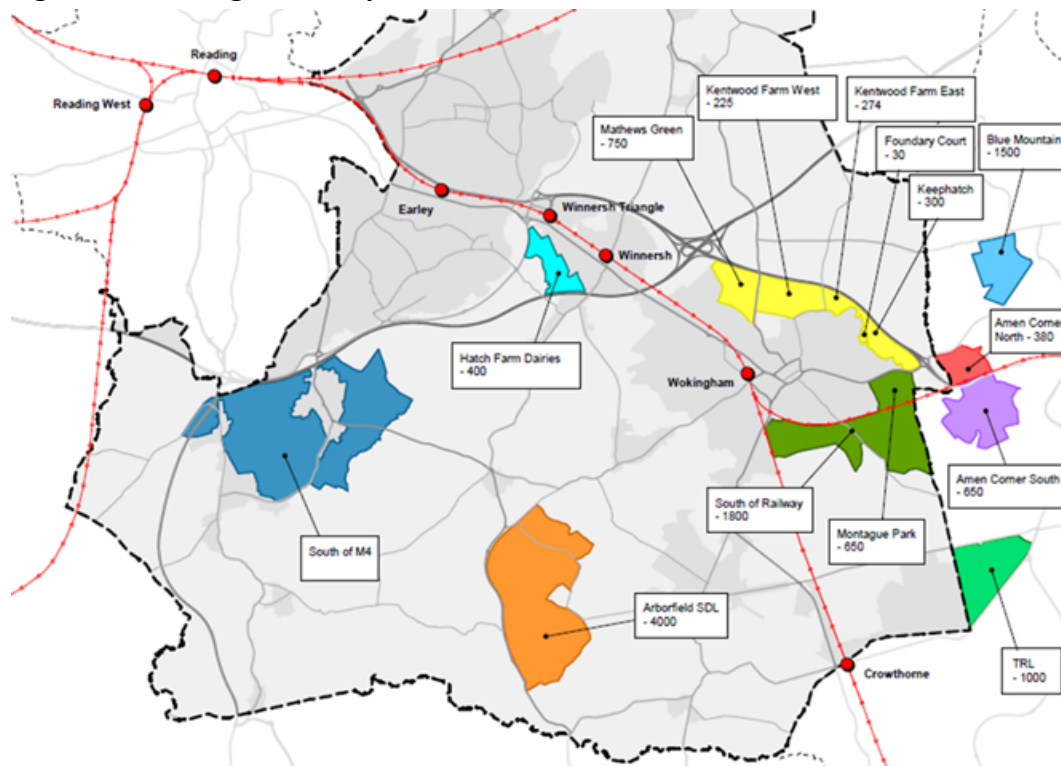 Reading
Reading West
Kentwood Farm West
- 225
Kentwood Farm East
- 274
Mathews Green
- 750
Foundary Court
- 30
Blue Mountain
- 1500
Keephatch
- 300
Earley
Winnersh Triangle
Winnersh
Hatch Farm Dairies
- 400
Amen Corner
North - 380
Wokingham
Amen Corner South
- 650
South of Railway
- 1800
Montague Park
- 650
South of M4
Arborfield SDL
- 4000
Crowthorne
TRL
- 1000